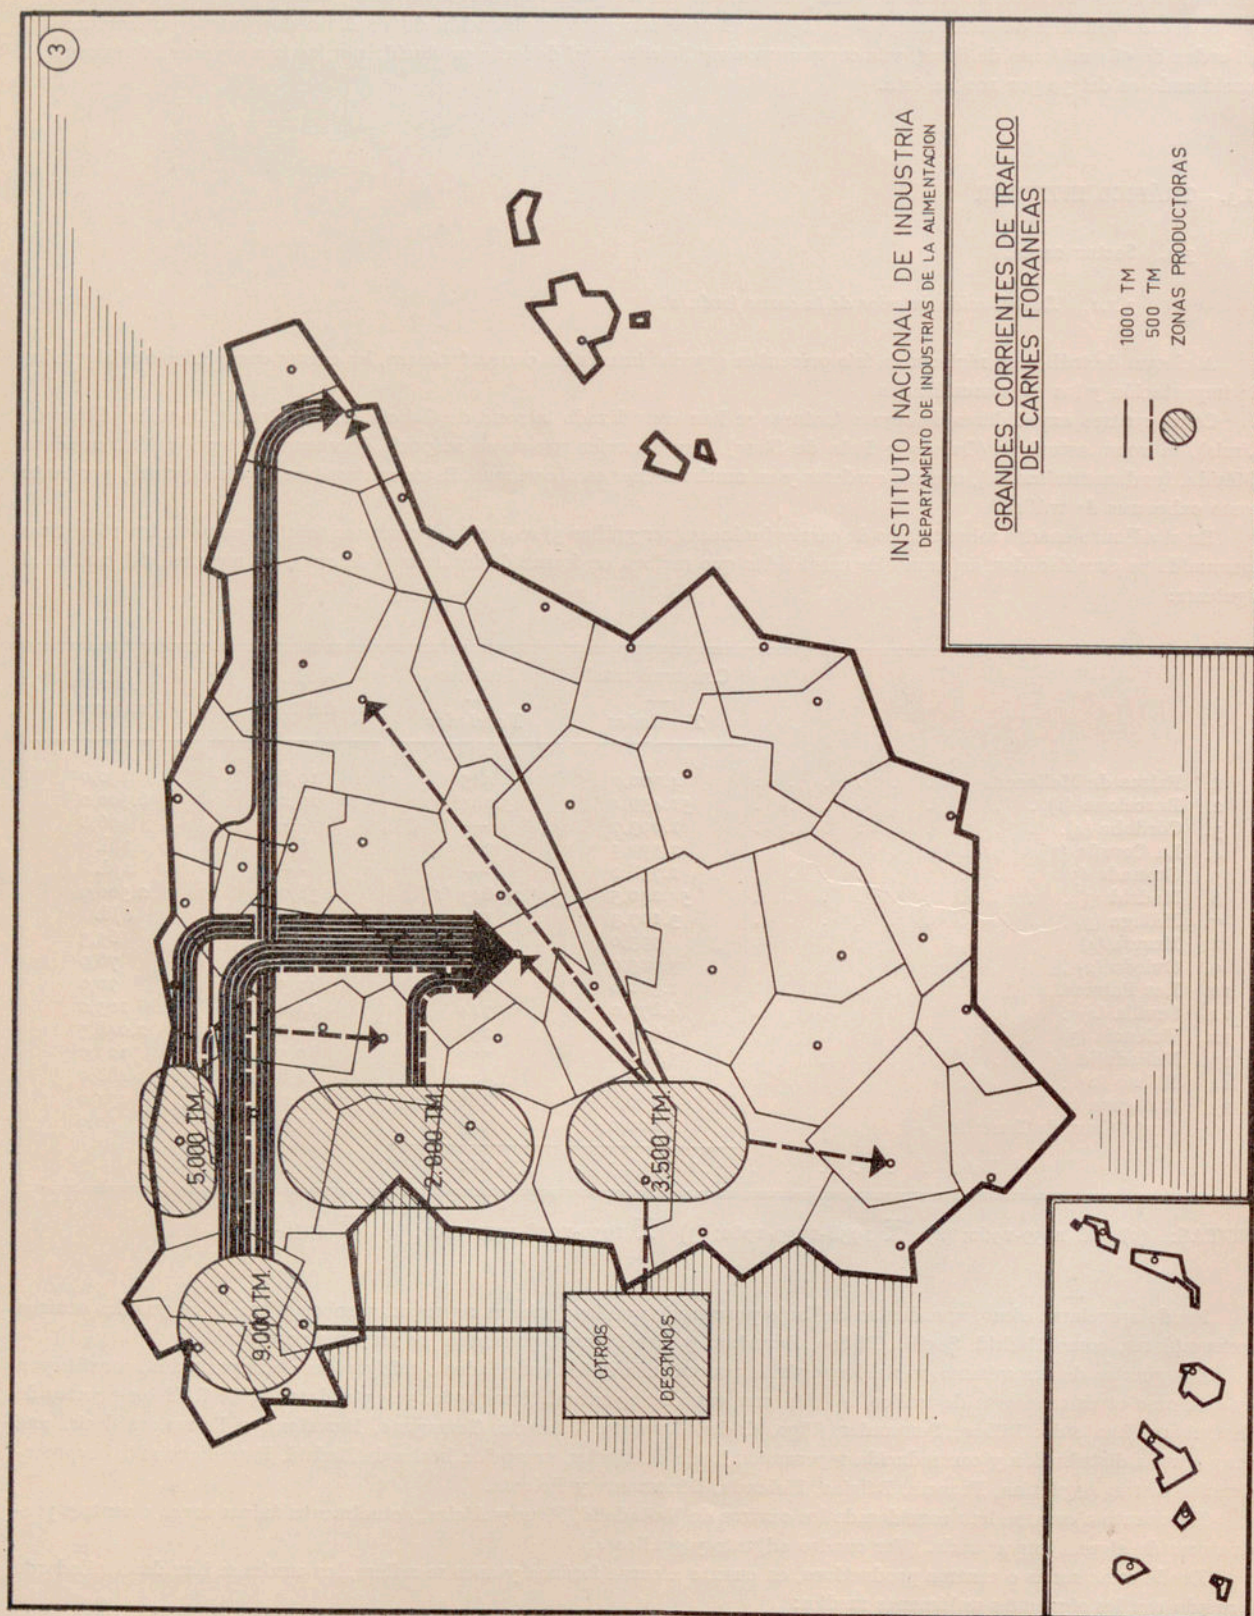 3
INSTITUTO NACIONAL DE INDUSTRIA
DEPARTAMENTO DE INDUSTRIAS DE LA ALIMENTACION
GRANDES CORRIENTES DE TRAFICO
DE CARNES FORANEAS
1000 TM
500 TM
ZONAS PRODUCTORAS
9.000 TM.
5.000 TM.
2.000 TM.
3.500 TM.
OTROS
DESTINOS